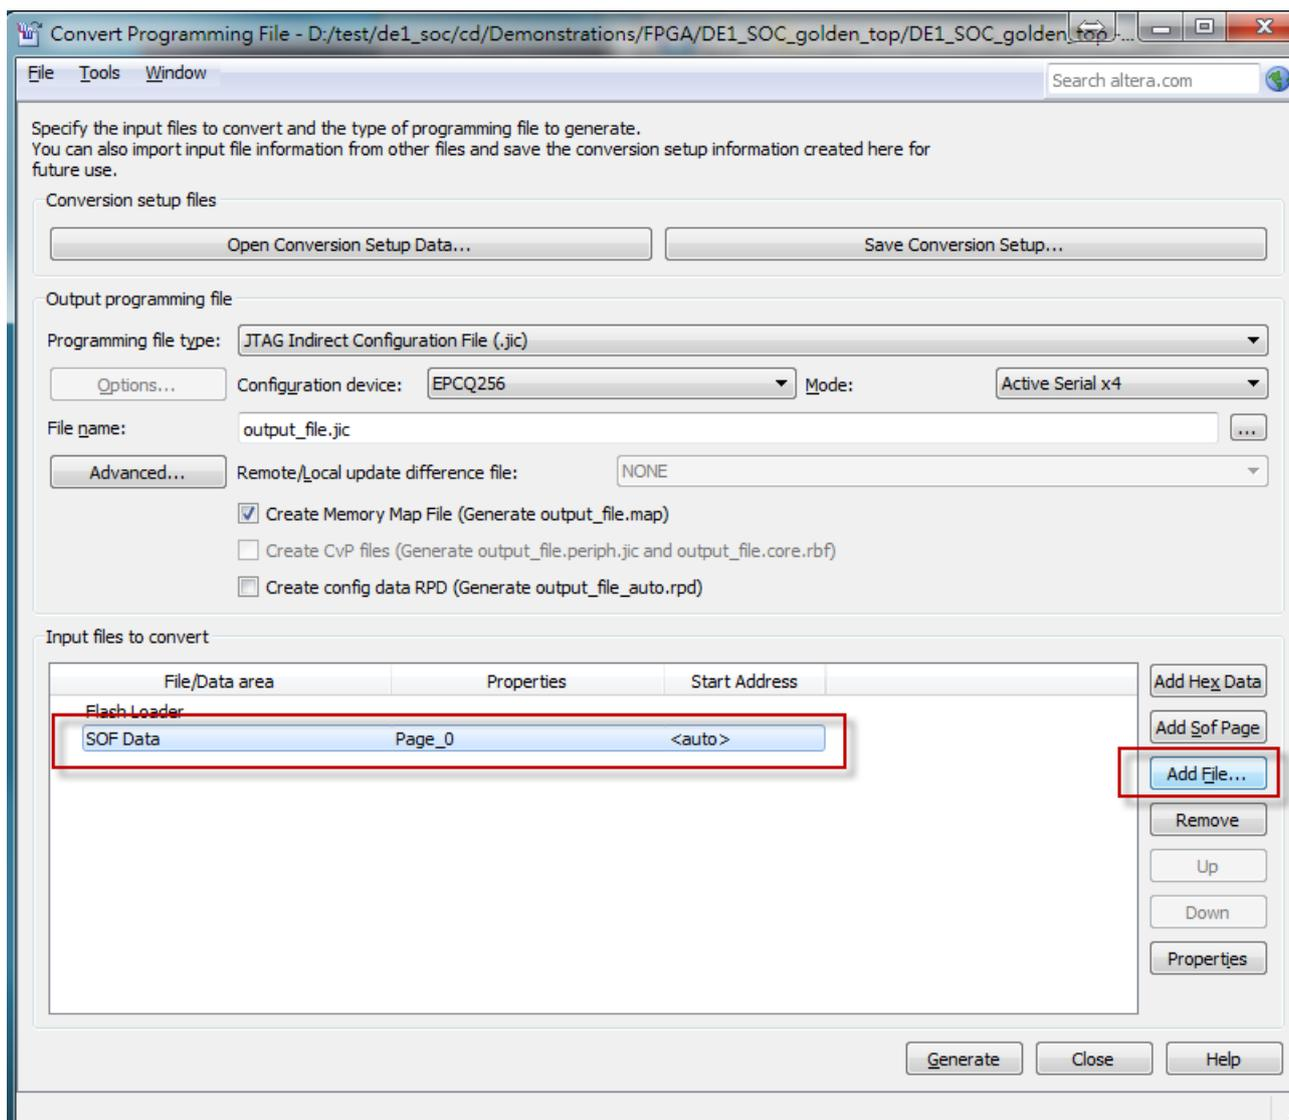 Convert Programming File - D:/test/de1_soc/cd/Demonstrations/FPGA/DE1_SOC_golden_top/DE1_SOC_golden_top -...
File Tools Window
Search altera.com
Specify the input files to convert and the type of programming file to generate.
You can also import input file information from other files and save the conversion setup information created here for
future use.
Conversion setup files
Open Conversion Setup Data...
Save Conversion Setup...
Output programming file
Programming file type: JTAG Indirect Configuration File (.jic)
Options... Configuration device: EPCQ256 Mode: Active Serial x4
File name: output_file.jic ...
Advanced... Remote/Local update difference file: NONE
Create Memory Map File (Generate output_file.map)
Create CvP files (Generate output_file.periph.jic and output_file.core.rbf)
Create config data RPD (Generate output_file_auto.rpd)
Input files to convert
File/Data area Properties Start Address
Flash Loader
SOF Data Page_0 <auto>
Add Hex Data
Add Sof Page
Add File...
Remove
Up
Down
Properties
Generate Close Help